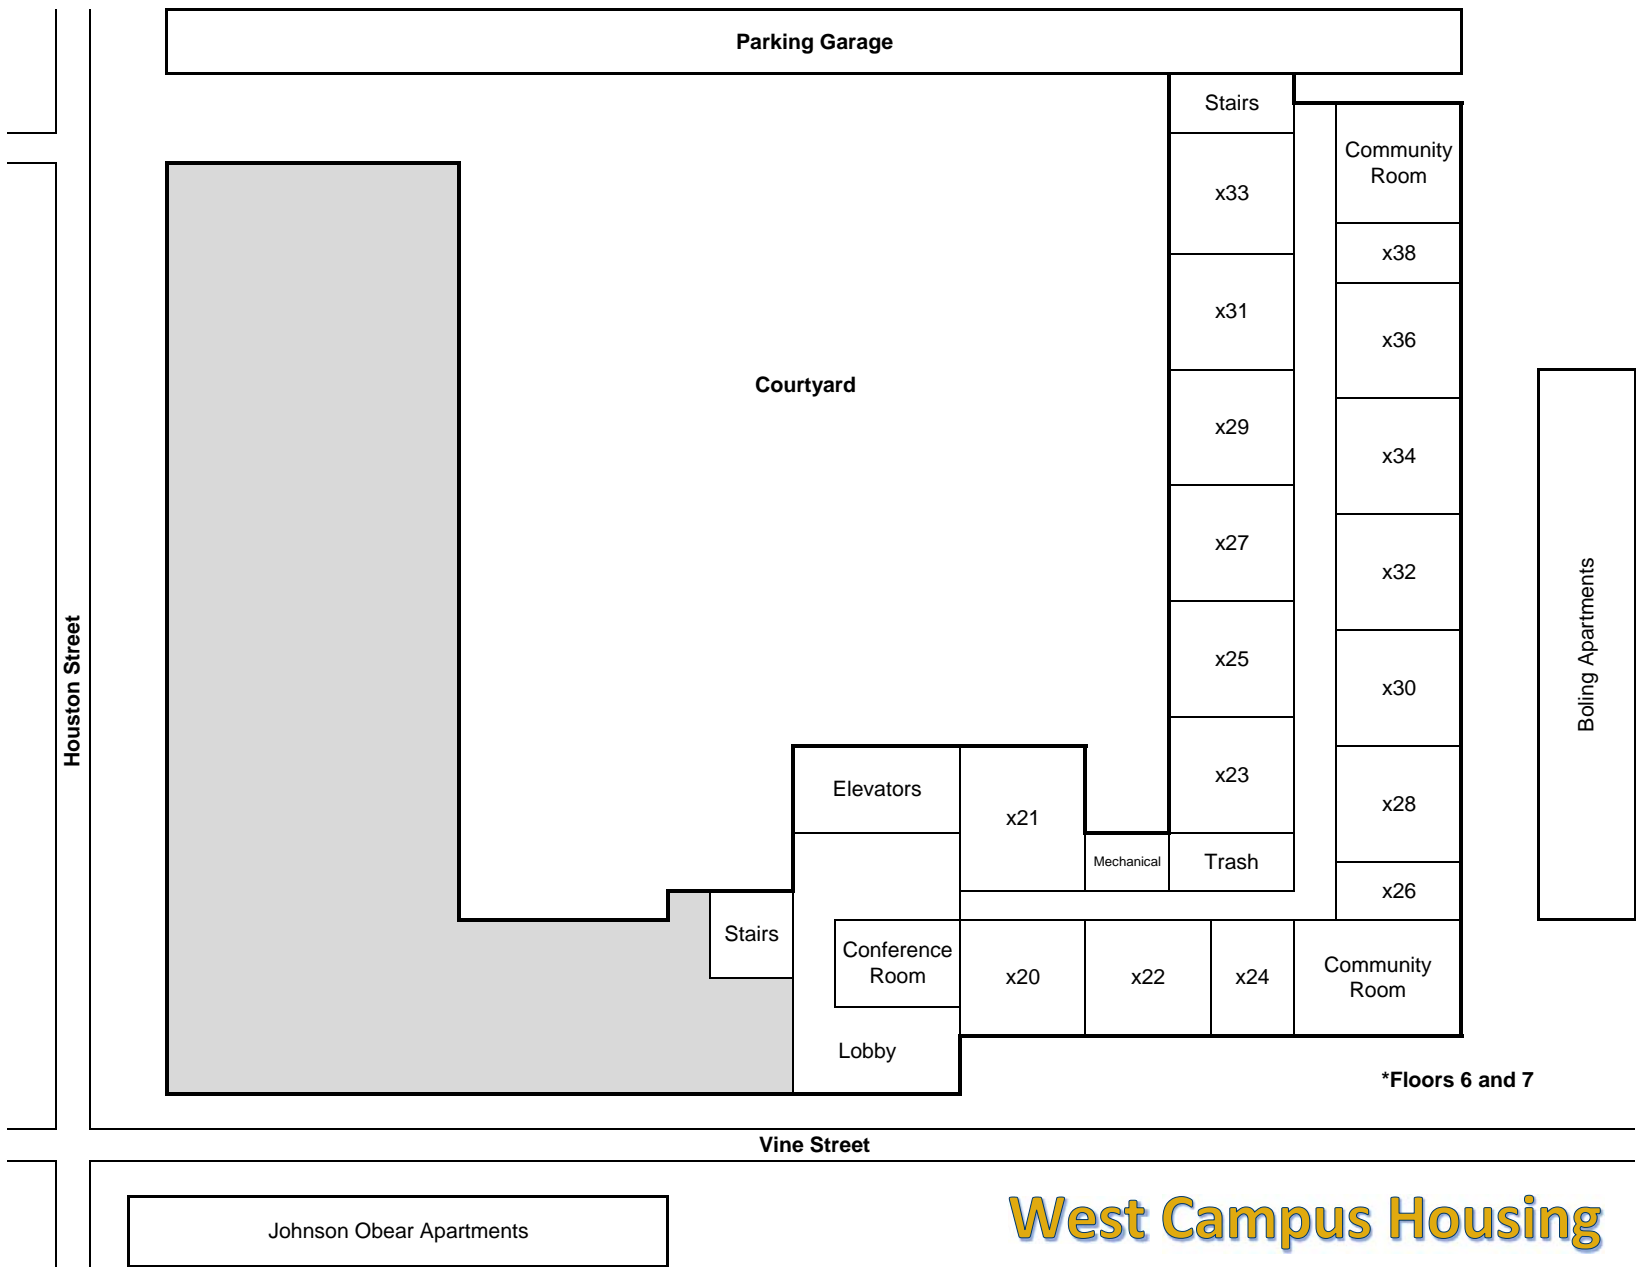 Parking Garage
Stairs
Community
Room
x33
x38
x31
x36
Courtyard
x29
x34
x27
x32
Houston Street
Boling Apartments
x25
x30
x23
Elevators
x28
x21
Mechanical
Trash
x26
Stairs
Conference
Room
x20
x22
x24
Community
Room
Lobby
*Floors 6 and 7
Vine Street
Johnson Obear Apartments
West Campus Housing